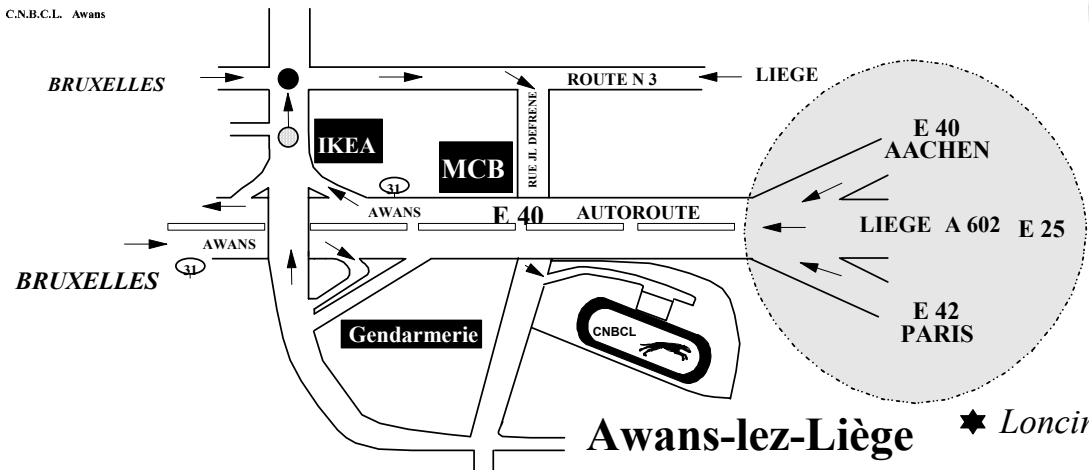 C.N.B.C.L. Awans
BRUXELLES
ROUTE N 3
LIEGE
RUE JL DEFRENE
IKEA
MCB
E 40
AACHEN
31
AWANS
E 40
AUTOROUTE
LIEGE A 602
E 25
AWANS
31
BRUXELLES
E 42
PARIS
Gendarmerie
CNBCL
Awans-lez-Liège